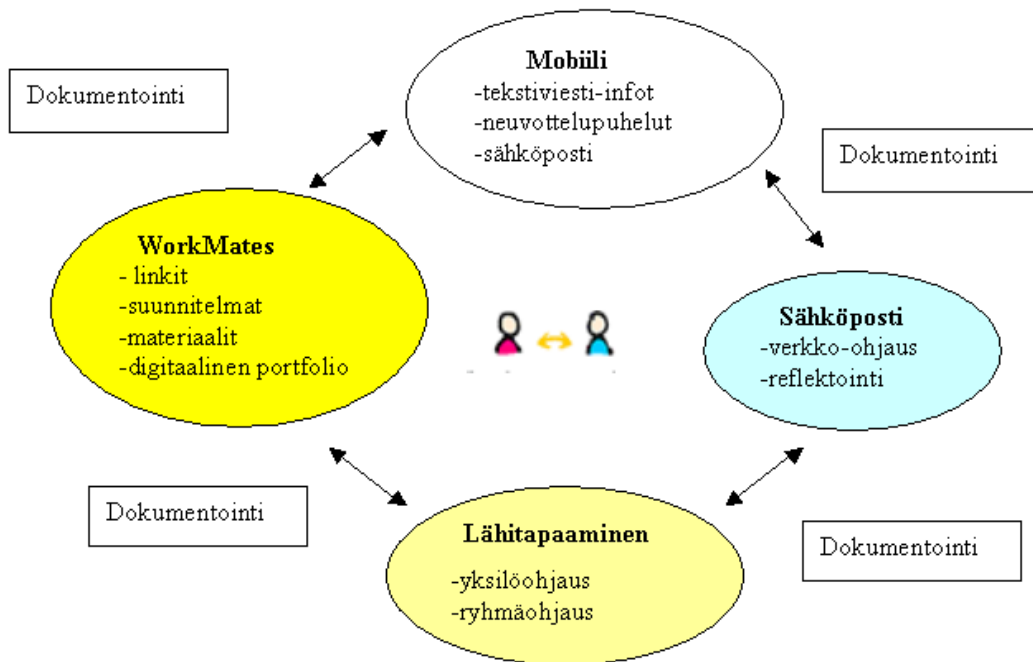 Mobiili
-tekstiviesti-infot
-neuvottelupuhelut
-sähköposti
Dokumentointi
Dokumentointi
WorkMates
- linkit
-suunnitelmat
-materiaalit
-digitaalinen portfolio
Sähköposti
-verkko-ohjaus
-reflektointi
Dokumentointi
Lähitapaaminen
-yksilöohjaus
-ryhmäohjaus
Dokumentointi